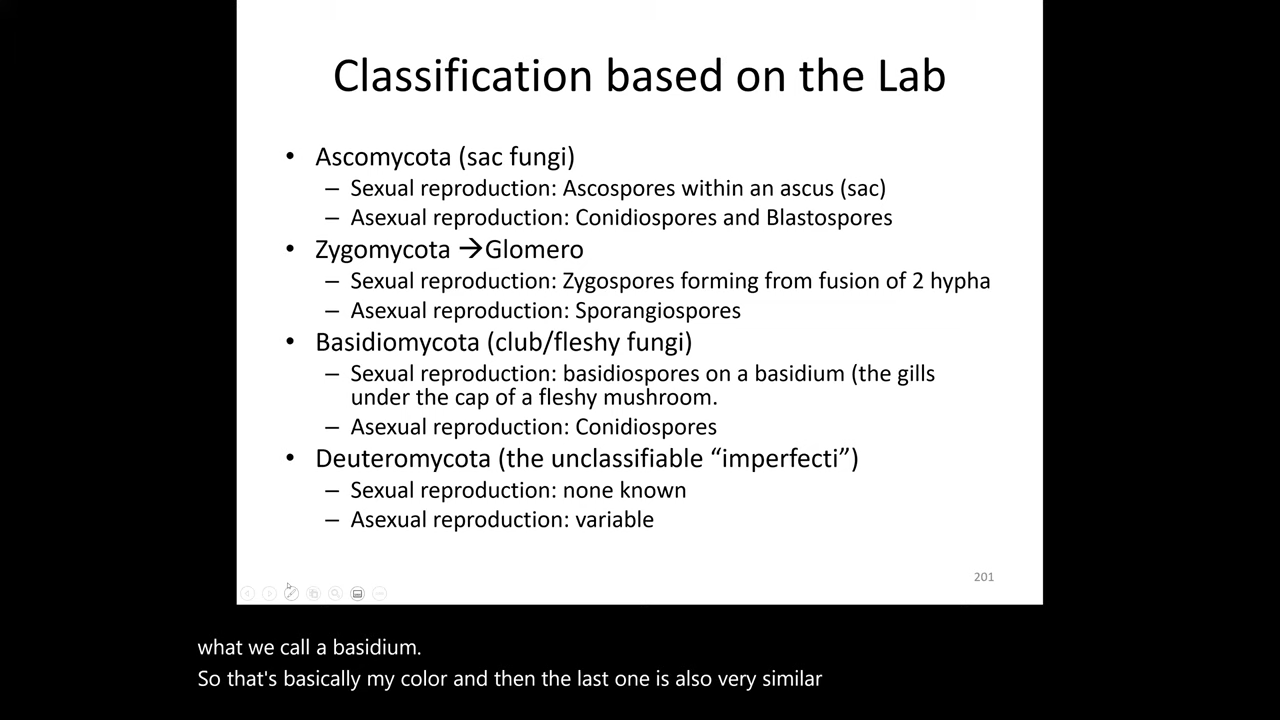 Classification based on the Lab
• Ascomycota (sac fungi)
– Sexual reproduction: Ascospores within an ascus (sac)
– Asexual reproduction: Conidiospores and Blastospores
• Zygomycota →Glomero
– Sexual reproduction: Zygospores forming from fusion of 2 hypha
– Asexual reproduction: Sporangiospores
• Basidiomycota (club/fleshy fungi)
– Sexual reproduction: basidiospores on a basidium (the gills
under the cap of a fleshy mushroom.
– Asexual reproduction: Conidiospores
• Deuteromycota (the unclassifiable “imperfecti”)
– Sexual reproduction: none known
– Asexual reproduction: variable
201
what we call a basidium.
So that's basically my color and then the last one is also very similar